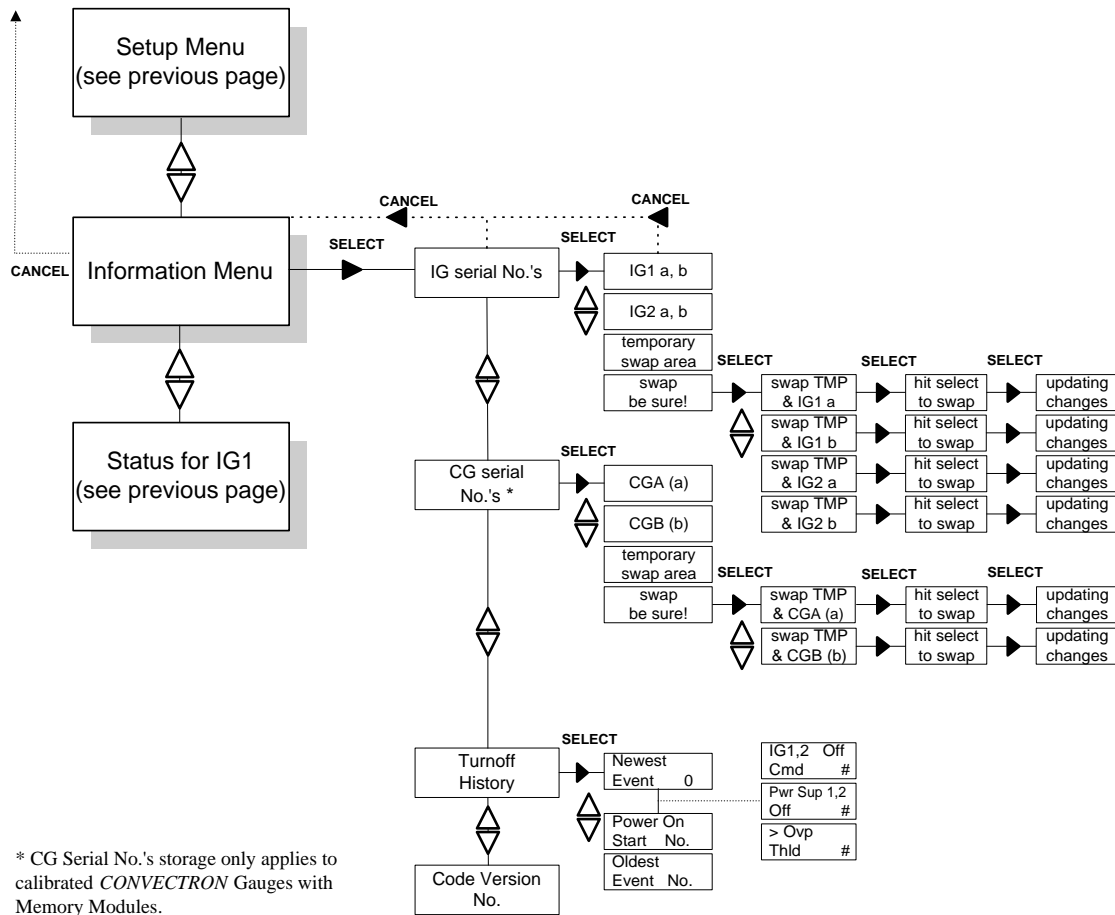 Setup Menu
(see previous page)
CANCEL
Information Menu
SELECT
CANCEL
CANCEL
IG serial No.'s
SELECT
IG1 a, b
IG2 a, b
temporary
swap area
swap
be sure!
SELECT
swap TMP
& IG1 a
SELECT
hit select
to swap
SELECT
updating
changes
swap TMP
& IG1 b
hit select
to swap
updating
changes
swap TMP
& IG2 a
hit select
to swap
updating
changes
swap TMP
& IG2 b
hit select
to swap
updating
changes
Status for IG1
(see previous page)
CG serial
No.'s *
SELECT
CGA (a)
CGB (b)
temporary
swap area
swap
be sure!
SELECT
swap TMP
& CGA (a)
SELECT
hit select
to swap
SELECT
updating
changes
swap TMP
& CGB (b)
hit select
to swap
updating
changes
Turnoff
History
SELECT
Newest
Event 0
Power On
Start No.
Oldest
Event No.
IG1,2 Off
Cmd #
Pwr Sup 1,2
Off #
> Ovp
Thld #
Code Version
No.
* CG Serial No.'s storage only applies to
calibrated CONVECTRON Gauges with
Memory Modules.